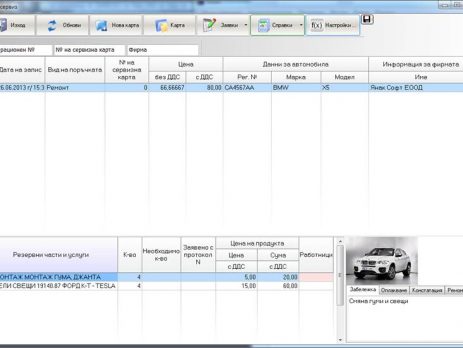 сервиз
Изход Обнови Нова карта Карта Заявки Справки f(x) Настройки...
рационен № № на сервизна карта Фирма
Дата на запис Вид на поръчката № на сервизна карта Цена Данни за автомобила Информация за фирмата
без ДДС с ДДС Рег. № Марка Модел Име
26.06.2013 г/ 15:3 Ремонт 0 66,66667 80,00 CA4567AA BMW X5 Янак Софт ЕООД
Резервни части и услуги К-во Необходимо к-во Заявено с протокол N Цена на продукта Работници
Цена Сума
с ДДС с ДДС
ОНТАЖ МОНТАЖ ГУМА, ДЖАНТА 4 5,00 20,00
ЕЛИ СВЕЩИ 19140.87 ФОРД К-Т - TESLA 4 15,00 60,00
Забележка Оплакване Констатация Ремон
Смяна гуми и свещи